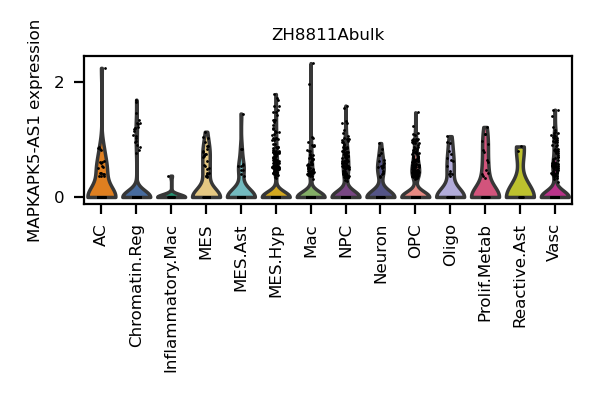 ZH8811Abulk
MAPKAPK5-AS1 expression
2
0
AC
Chromatin.Reg
Inflammatory.Mac
MES
MES.Ast
MES.Hyp
Mac
NPC
Neuron
OPC
Oligo
Prolif.Metab
Reactive.Ast
Vasc